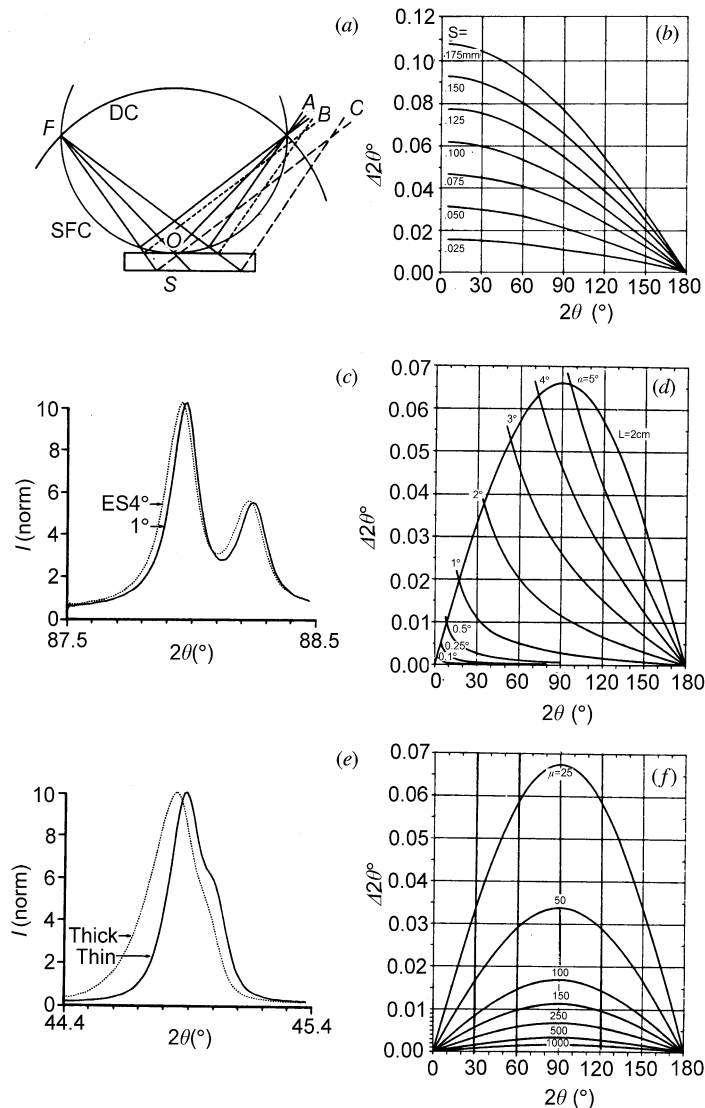 (a)
DC
F
A
B
C
SFC
O
S
(b)
S=
.175mm
.150
.125
.100
.075
.050
.025
0.12
0.10
0.08
0.06
0.04
0.02
0.00
Δ2θ°
0 30 60 90 120 150 180
2θ (°)
(c)
10
8
6
4
2
0
I (norm)
ES4°
1°
87.5 88.5
2θ(°)
(d)
0.07
0.06
0.05
0.04
0.03
0.02
0.01
0.00
Δ2θ°
4°
α=5°
3°
L=2cm
2°
1°
0.5°
0.25°
0.1°
0 30 60 90 120 150 180
2θ (°)
(e)
10
8
6
4
2
0
I (norm)
Thick
Thin
44.4 45.4
2θ(°)
(f)
0.07
0.06
0.05
0.04
0.03
0.02
0.01
0.00
Δ2θ°
μ=25
50
100
150
250
500
1000
0 30 60 90 120 150 180
2θ (°)